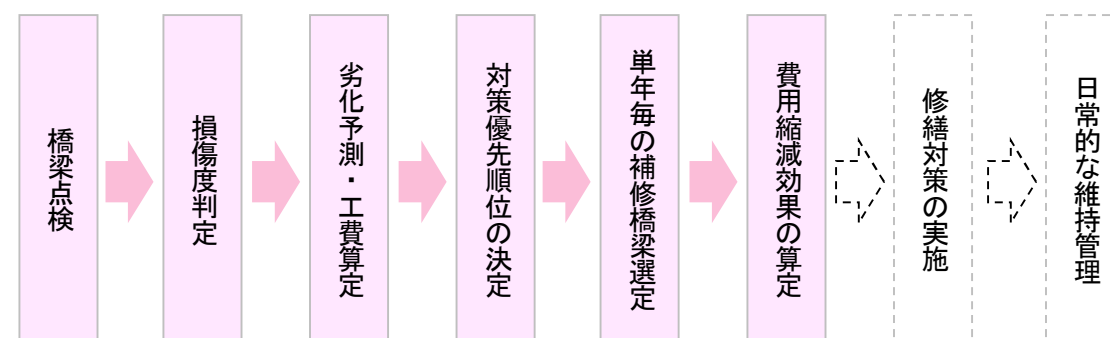 橋梁点検
損傷度判定
劣化予測・工費算定
対策優先順位の決定
単年毎の補修橋梁選定
費用縮減効果の算定
修繕対策の実施
日常的な維持管理